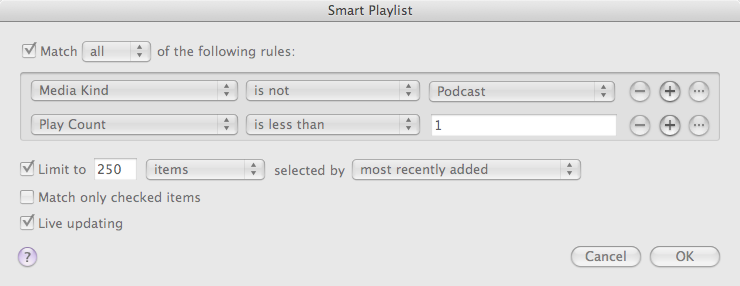 Smart Playlist
Match all of the following rules:
Media Kind is not Podcast
Play Count is less than 1
Limit to 250 items selected by most recently added
Match only checked items
Live updating
? Cancel OK